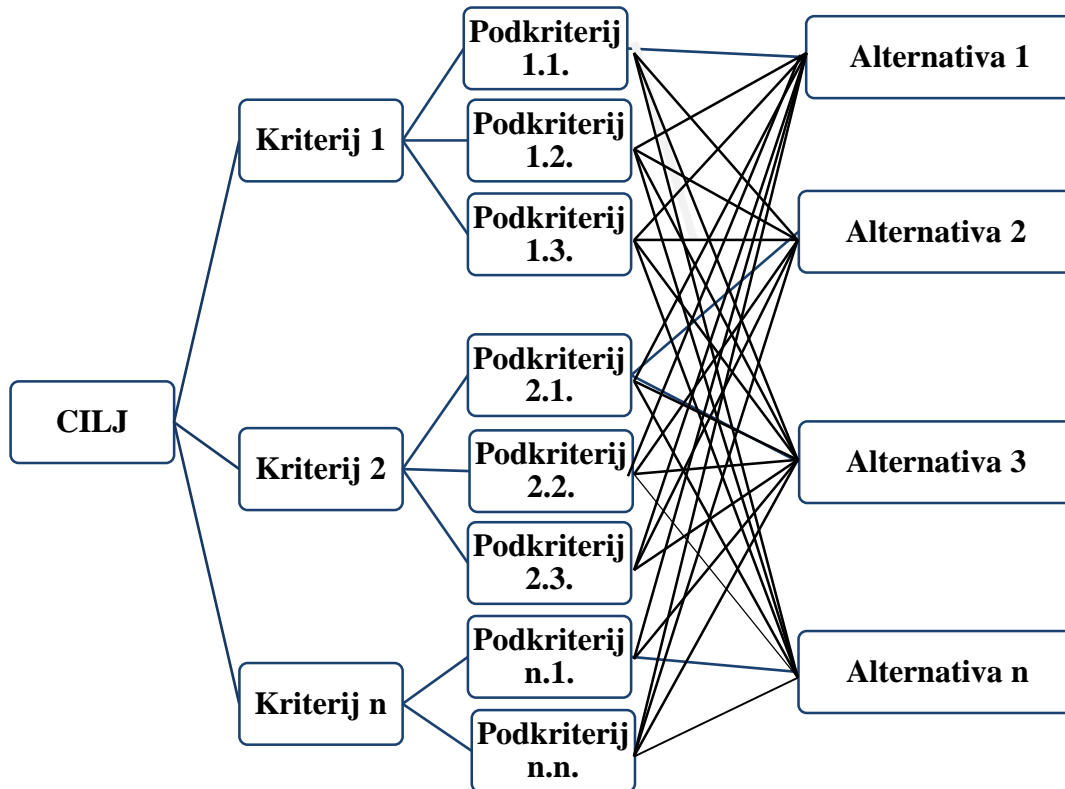 CILJ
Kriterij 1
Kriterij 2
Kriterij n
Podkriterij
1.1.
Podkriterij
1.2.
Podkriterij
1.3.
Podkriterij
2.1.
Podkriterij
2.2.
Podkriterij
2.3.
Podkriterij
n.1.
Podkriterij
n.n.
Alternativa 1
Alternativa 2
Alternativa 3
Alternativa n